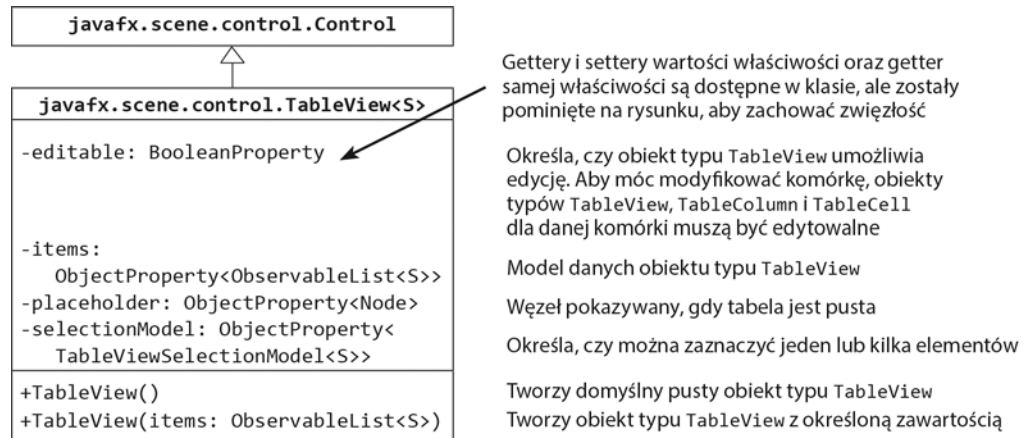 javafx.scene.control.Control
javafx.scene.control.TableView<S>
-editable: BooleanProperty
-items:
ObjectProperty<ObservableList<S>>
-placeholder: ObjectProperty<Node>
-selectionModel: ObjectProperty<
TableViewSelectionModel<S>>
+TableView()
+TableView(items: ObservableList<S>)
Gettery i settery wartości właściwości oraz getter
samej właściwości są dostępne w klasie, ale zostały
pominięte na rysunku, aby zachować zwięzłość
Określa, czy obiekt typu TableView umożliwia
edycję. Aby móc modyfikować komórkę, obiekty
typów TableView, TableColumn i TableCell
dla danej komórki muszą być edytowalne
Model danych obiektu typu TableView
Węzeł pokazywany, gdy tabela jest pusta
Określa, czy można zaznaczyć jeden lub kilka elementów
Tworzy domyślny pusty obiekt typu TableView
Tworzy obiekt typu TableView z określoną zawartością